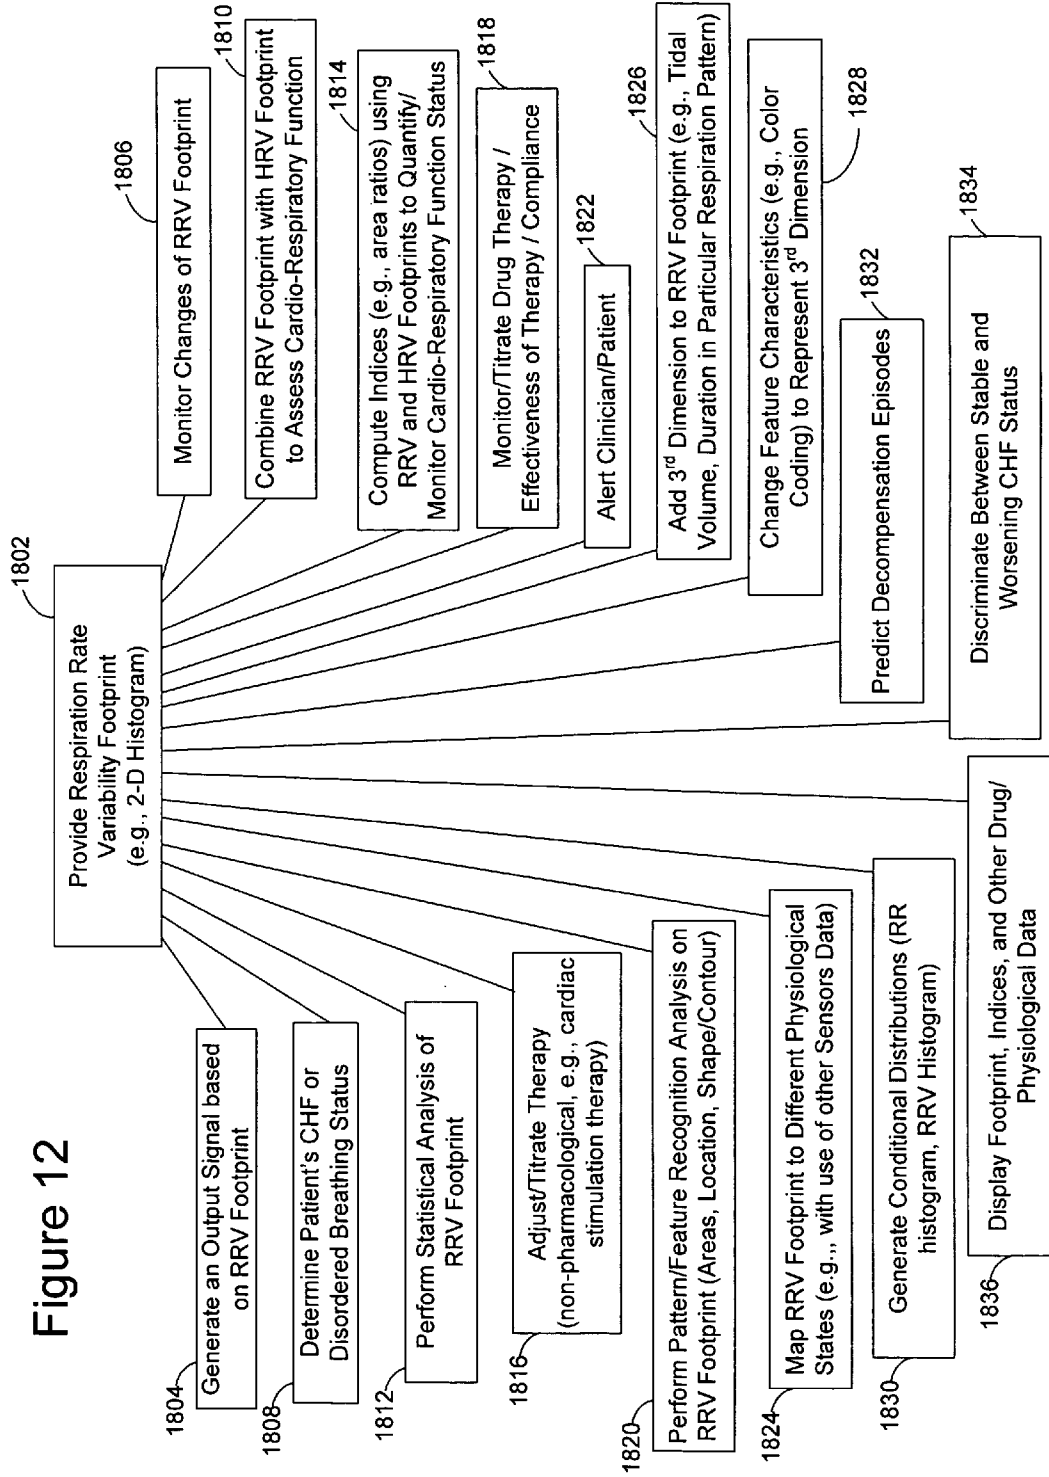 Figure 12
1802
Provide Respiration Rate
Variability Footprint
(e.g., 2-D Histogram)
1804
Generate an Output Signal based
on RRV Footprint
1806
Monitor Changes of RRV Footprint
1808
Determine Patient's CHF or
Disordered Breathing Status
1810
Combine RRV Footprint with HRV Footprint
to Assess Cardio-Respiratory Function
1812
Perform Statistical Analysis of
RRV Footprint
1814
Compute Indices (e.g., area ratios) using
RRV and HRV Footprints to Quantify/
Monitor Cardio-Respiratory Function Status
1816
Adjust/Titrate Therapy
(non-pharmacological, e.g., cardiac
stimulation therapy)
1818
Monitor/Titrate Drug Therapy /
Effectiveness of Therapy / Compliance
1820
Perform Pattern/Feature Recognition Analysis on
RRV Footprint (Areas, Location, Shape/Contour)
1822
Alert Clinician/Patient
1824
Map RRV Footprint to Different Physiological
States (e.g.,, with use of other Sensors Data)
1826
Add 3rd Dimension to RRV Footprint (e.g., Tidal
Volume, Duration in Particular Respiration Pattern)
1828
Change Feature Characteristics (e.g., Color
Coding) to Represent 3rd Dimension
1830
Generate Conditional Distributions (RR
histogram, RRV Histogram)
1832
Predict Decompensation Episodes
1834
Discriminate Between Stable and
Worsening CHF Status
1836
Display Footprint, Indices, and Other Drug/
Physiological Data